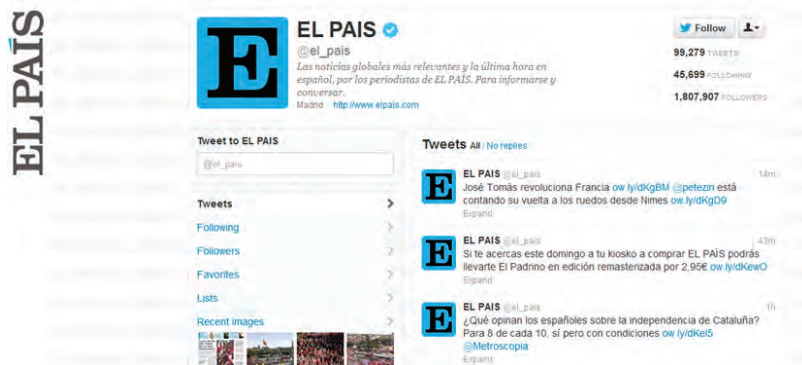 EL PAÍS
E
EL PAIS
@el_pais
Las noticias globales más relevantes y la última hora en
español, por los periodistas de EL PAÍS. Para informarse y
conversar.
Madrid http://www.elpais.com
Follow
99,279 TWEETS
45,699 FOLLOWING
1,807,907 FOLLOWERS
Tweet to EL PAIS
@el_pais
Tweets
Following
Followers
Favorites
Lists
Recent images
Tweets All / No replies
E
EL PAIS @el_pais 14m
José Tomás revoluciona Francia ow.ly/dKgBM @petezin está
contando su vuelta a los ruedos desde Nimes ow.ly/dKgD9
Expand
E
EL PAIS @el_pais 43m
Si te acercas este domingo a tu kiosko a comprar EL PAÍS podrás
llevarte El Padrino en edición remasterizada por 2,95€ ow.ly/dKewO
Expand
E
EL PAIS @el_pais 1h
¿Qué opinan los españoles sobre la independencia de Cataluña?
Para 8 de cada 10, sí pero con condiciones ow.ly/dKel5
@Metroscopia
Expand